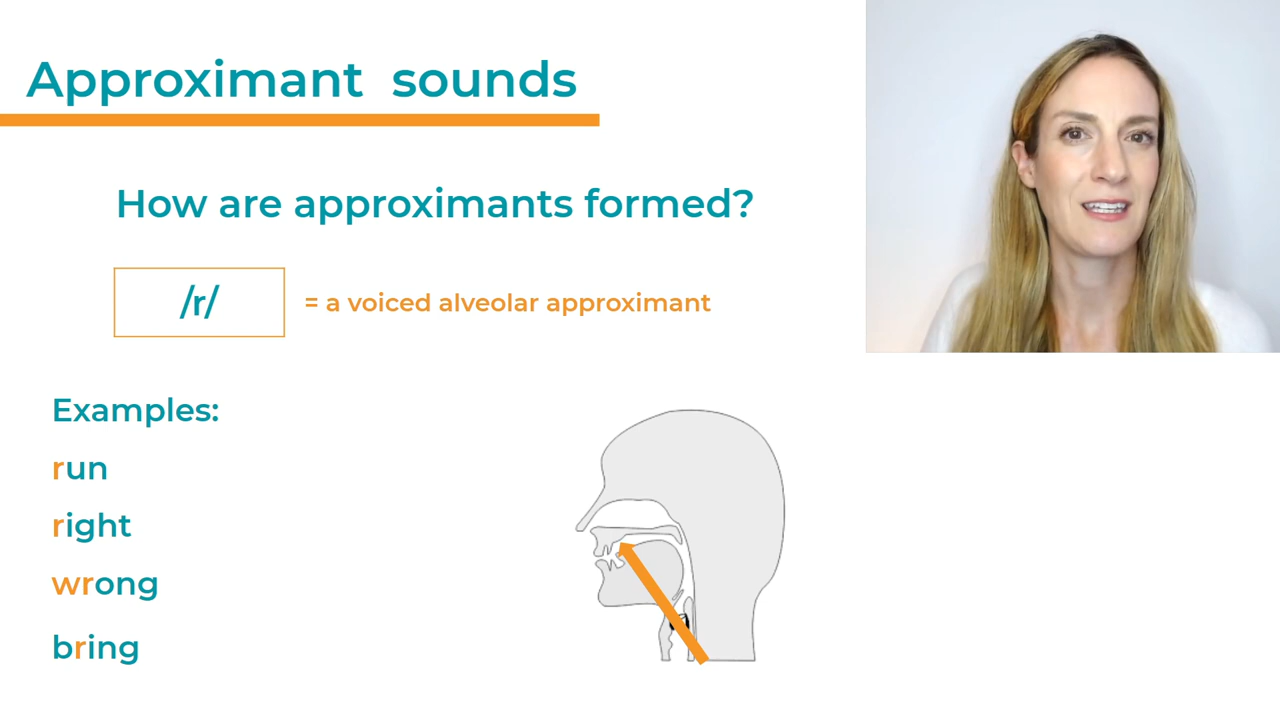 Approximant sounds
How are approximants formed?
/r/ = a voiced alveolar approximant
Examples:
run
right
wrong
bring